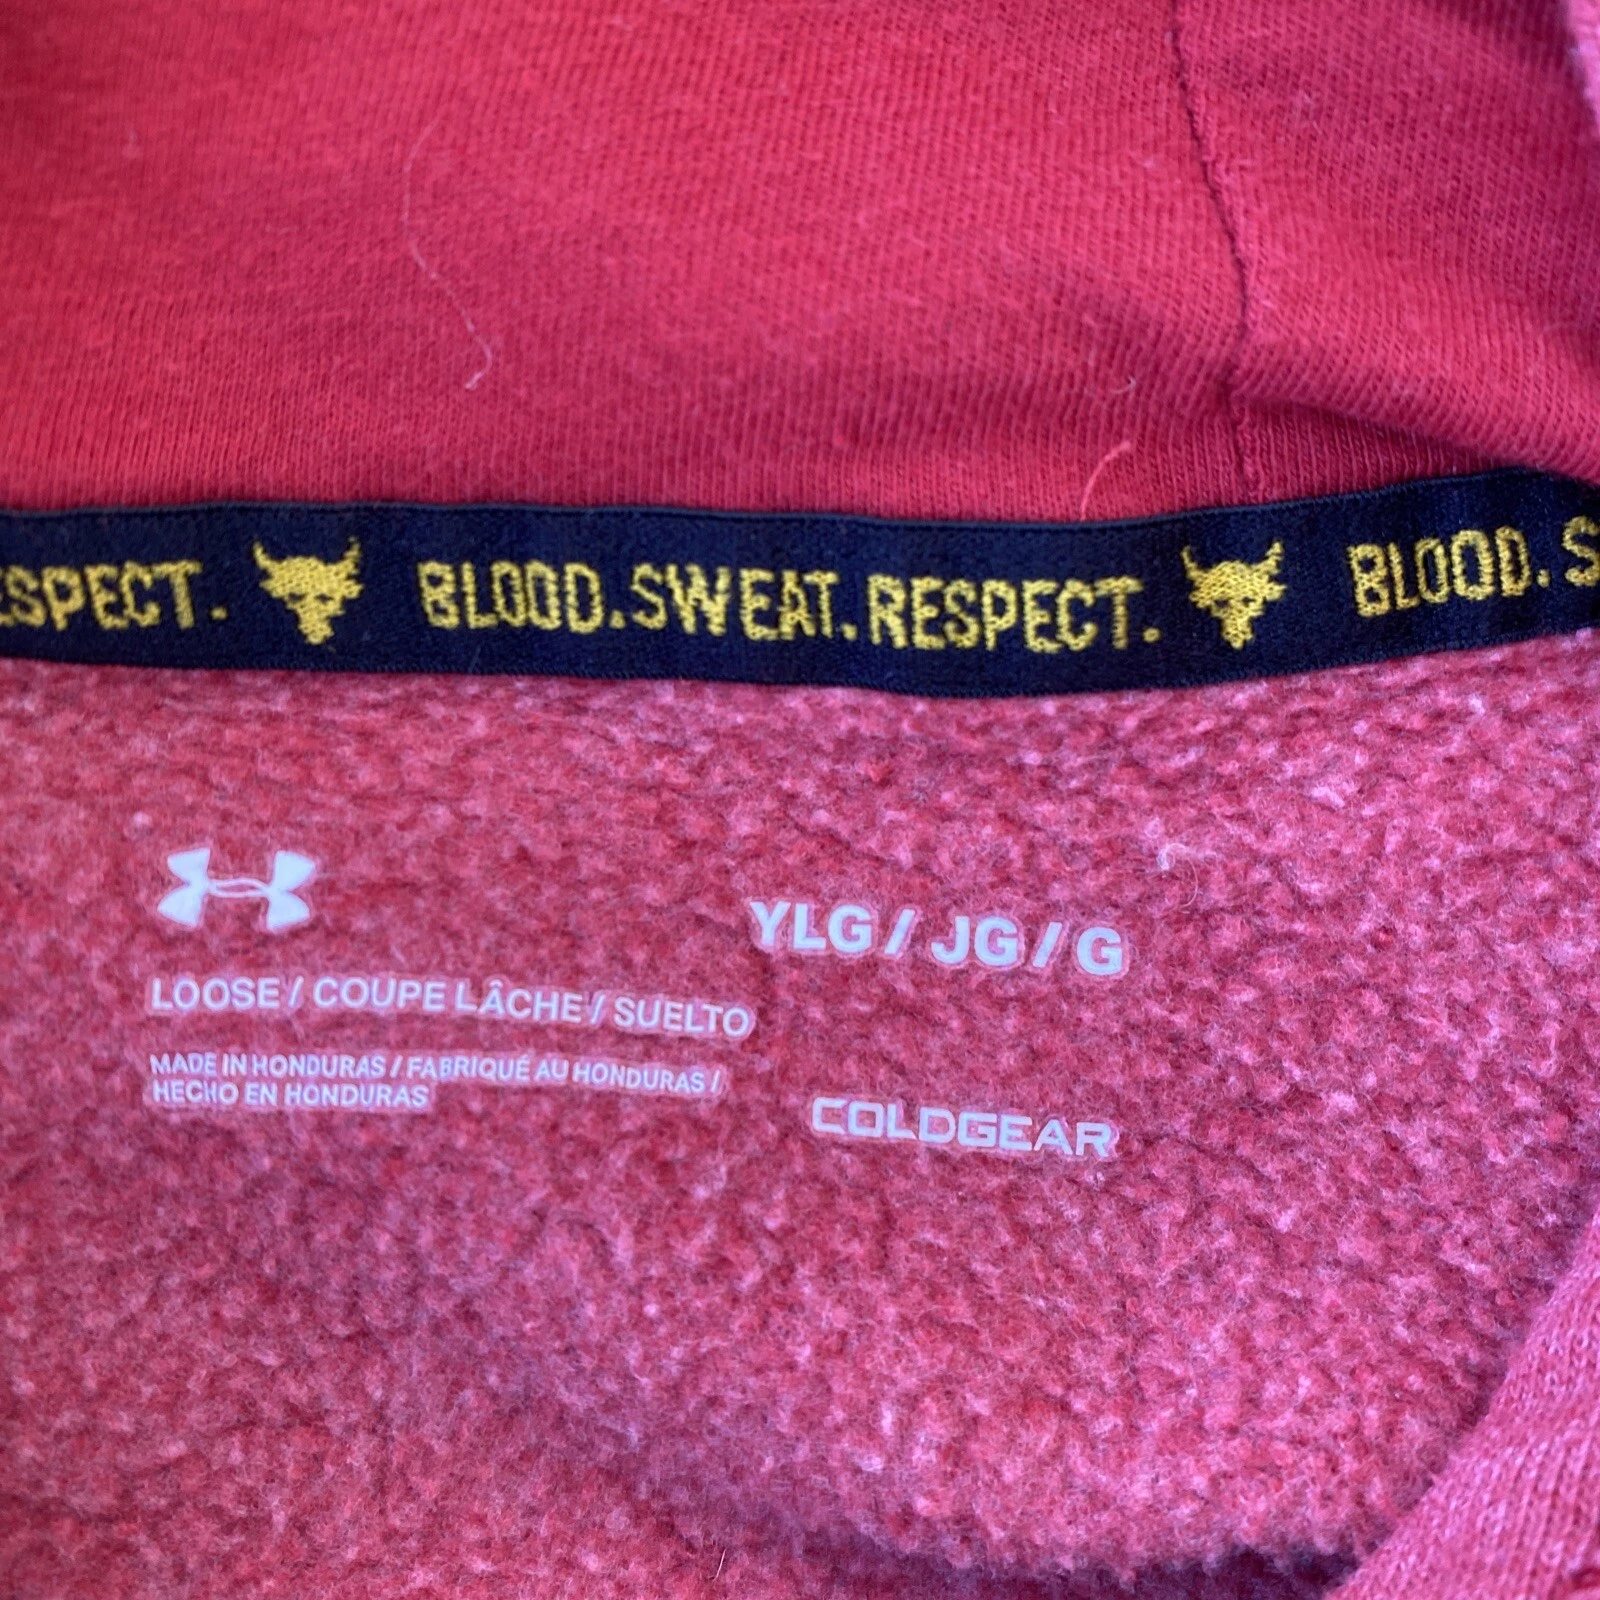 ESPECT. BLOOD.SWEAT.RESPECT. BLOOD. S
YLG / JG / G
LOOSE / COUPE LÂCHE / SUELTO
MADE IN HONDURAS / FABRIQUÉ AU HONDURAS /
HECHO EN HONDURAS
COLDGEAR